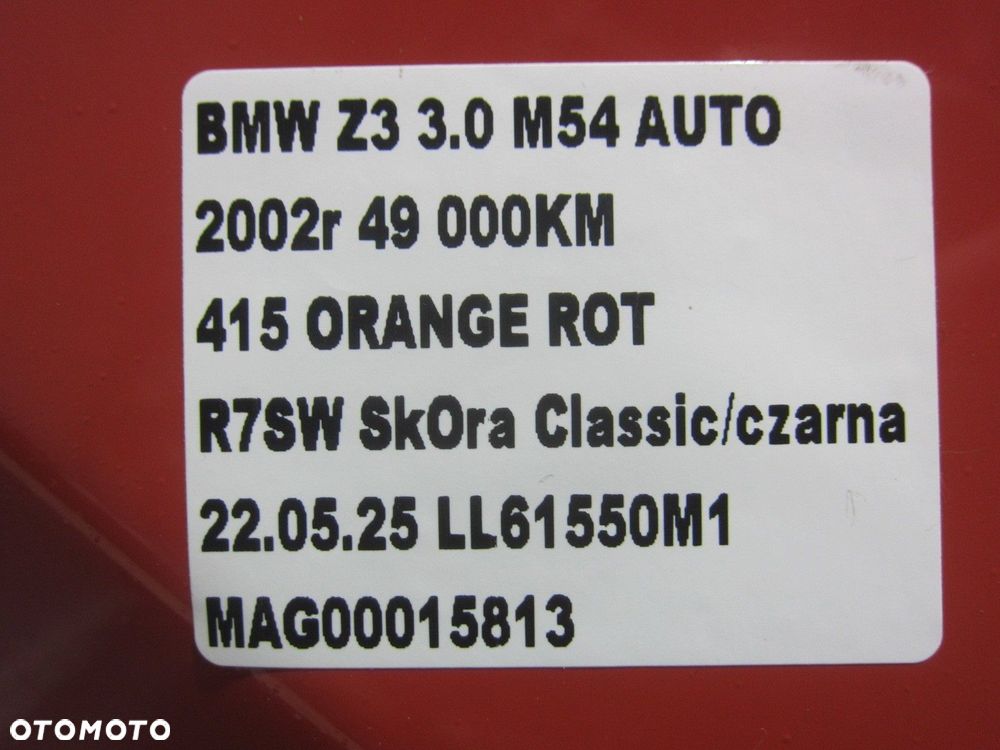 BMW Z3 3.0 M54 AUTO
2002r 49 000KM
415 ORANGE ROT
R7SW SkOra Classic/czarna
22.05.25 LL61550M1
MAG00015813
OTOMOTO